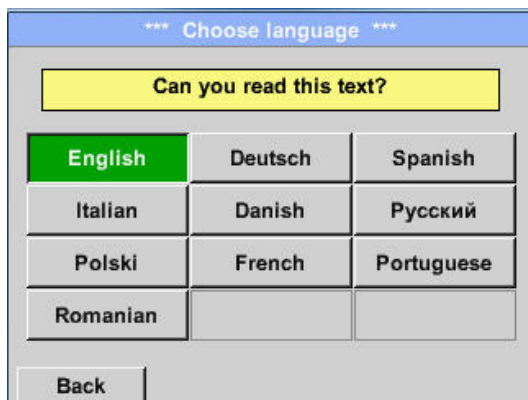 *** Choose language ***
Can you read this text?
English Deutsch Spanish
Italian Danish Русский
Polski French Portuguese
Romanian
Back